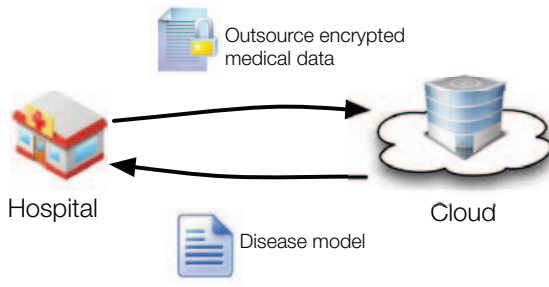 Outsource encrypted
medical data
Hospital
Cloud
Disease model